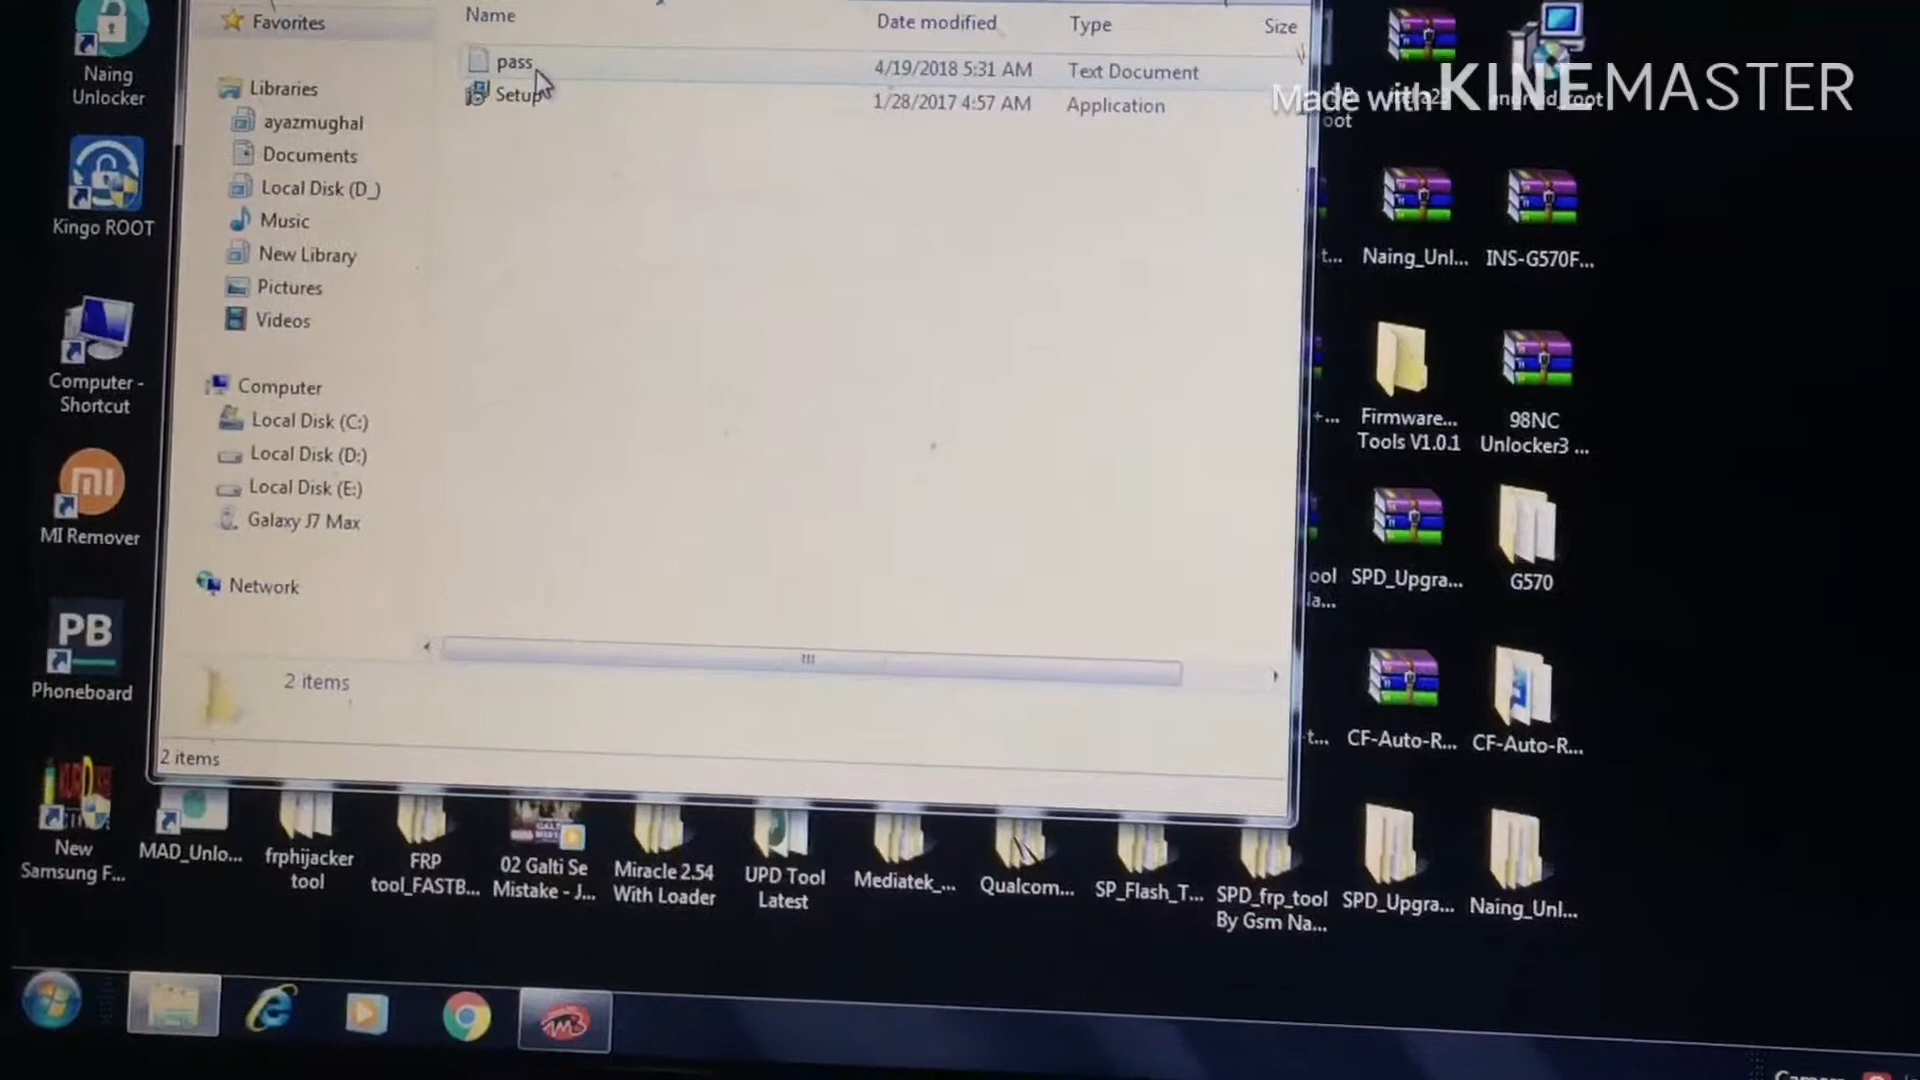 Favorites
Libraries
ayazmughal
Documents
Local Disk (D_)
Music
New Library
Pictures
Videos
Computer
Local Disk (C:)
Local Disk (D:)
Local Disk (E:)
Galaxy J7 Max
Network
Name
Date modified
Type
Size
pass
4/19/2018 5:31 AM
Text Document
Setup
1/28/2017 4:57 AM
Application
2 items
2 items
Made with KINEMASTER
Naing
Unlocker
Kingo ROOT
Computer -
Shortcut
MI Remover
PB
Phoneboard
New
Samsung F...
MAD_Unlo...
frphijacker
tool
FRP
tool_FASTB...
02 Galti Se
Mistake - J...
Miracle 2.54
With Loader
UPD Tool
Latest
Mediatek_...
Qualcom...
SP_Flash_T...
SPD_frp_tool
By Gsm Na...
SPD_Upgra...
Naing_Unl...
oot
t...
Naing_Unl...
INS-G570F...
Firmware...
Tools V1.0.1
98NC
Unlocker3 ...
ool
la...
SPD_Upgra...
G570
t...
CF-Auto-R...
CF-Auto-R...